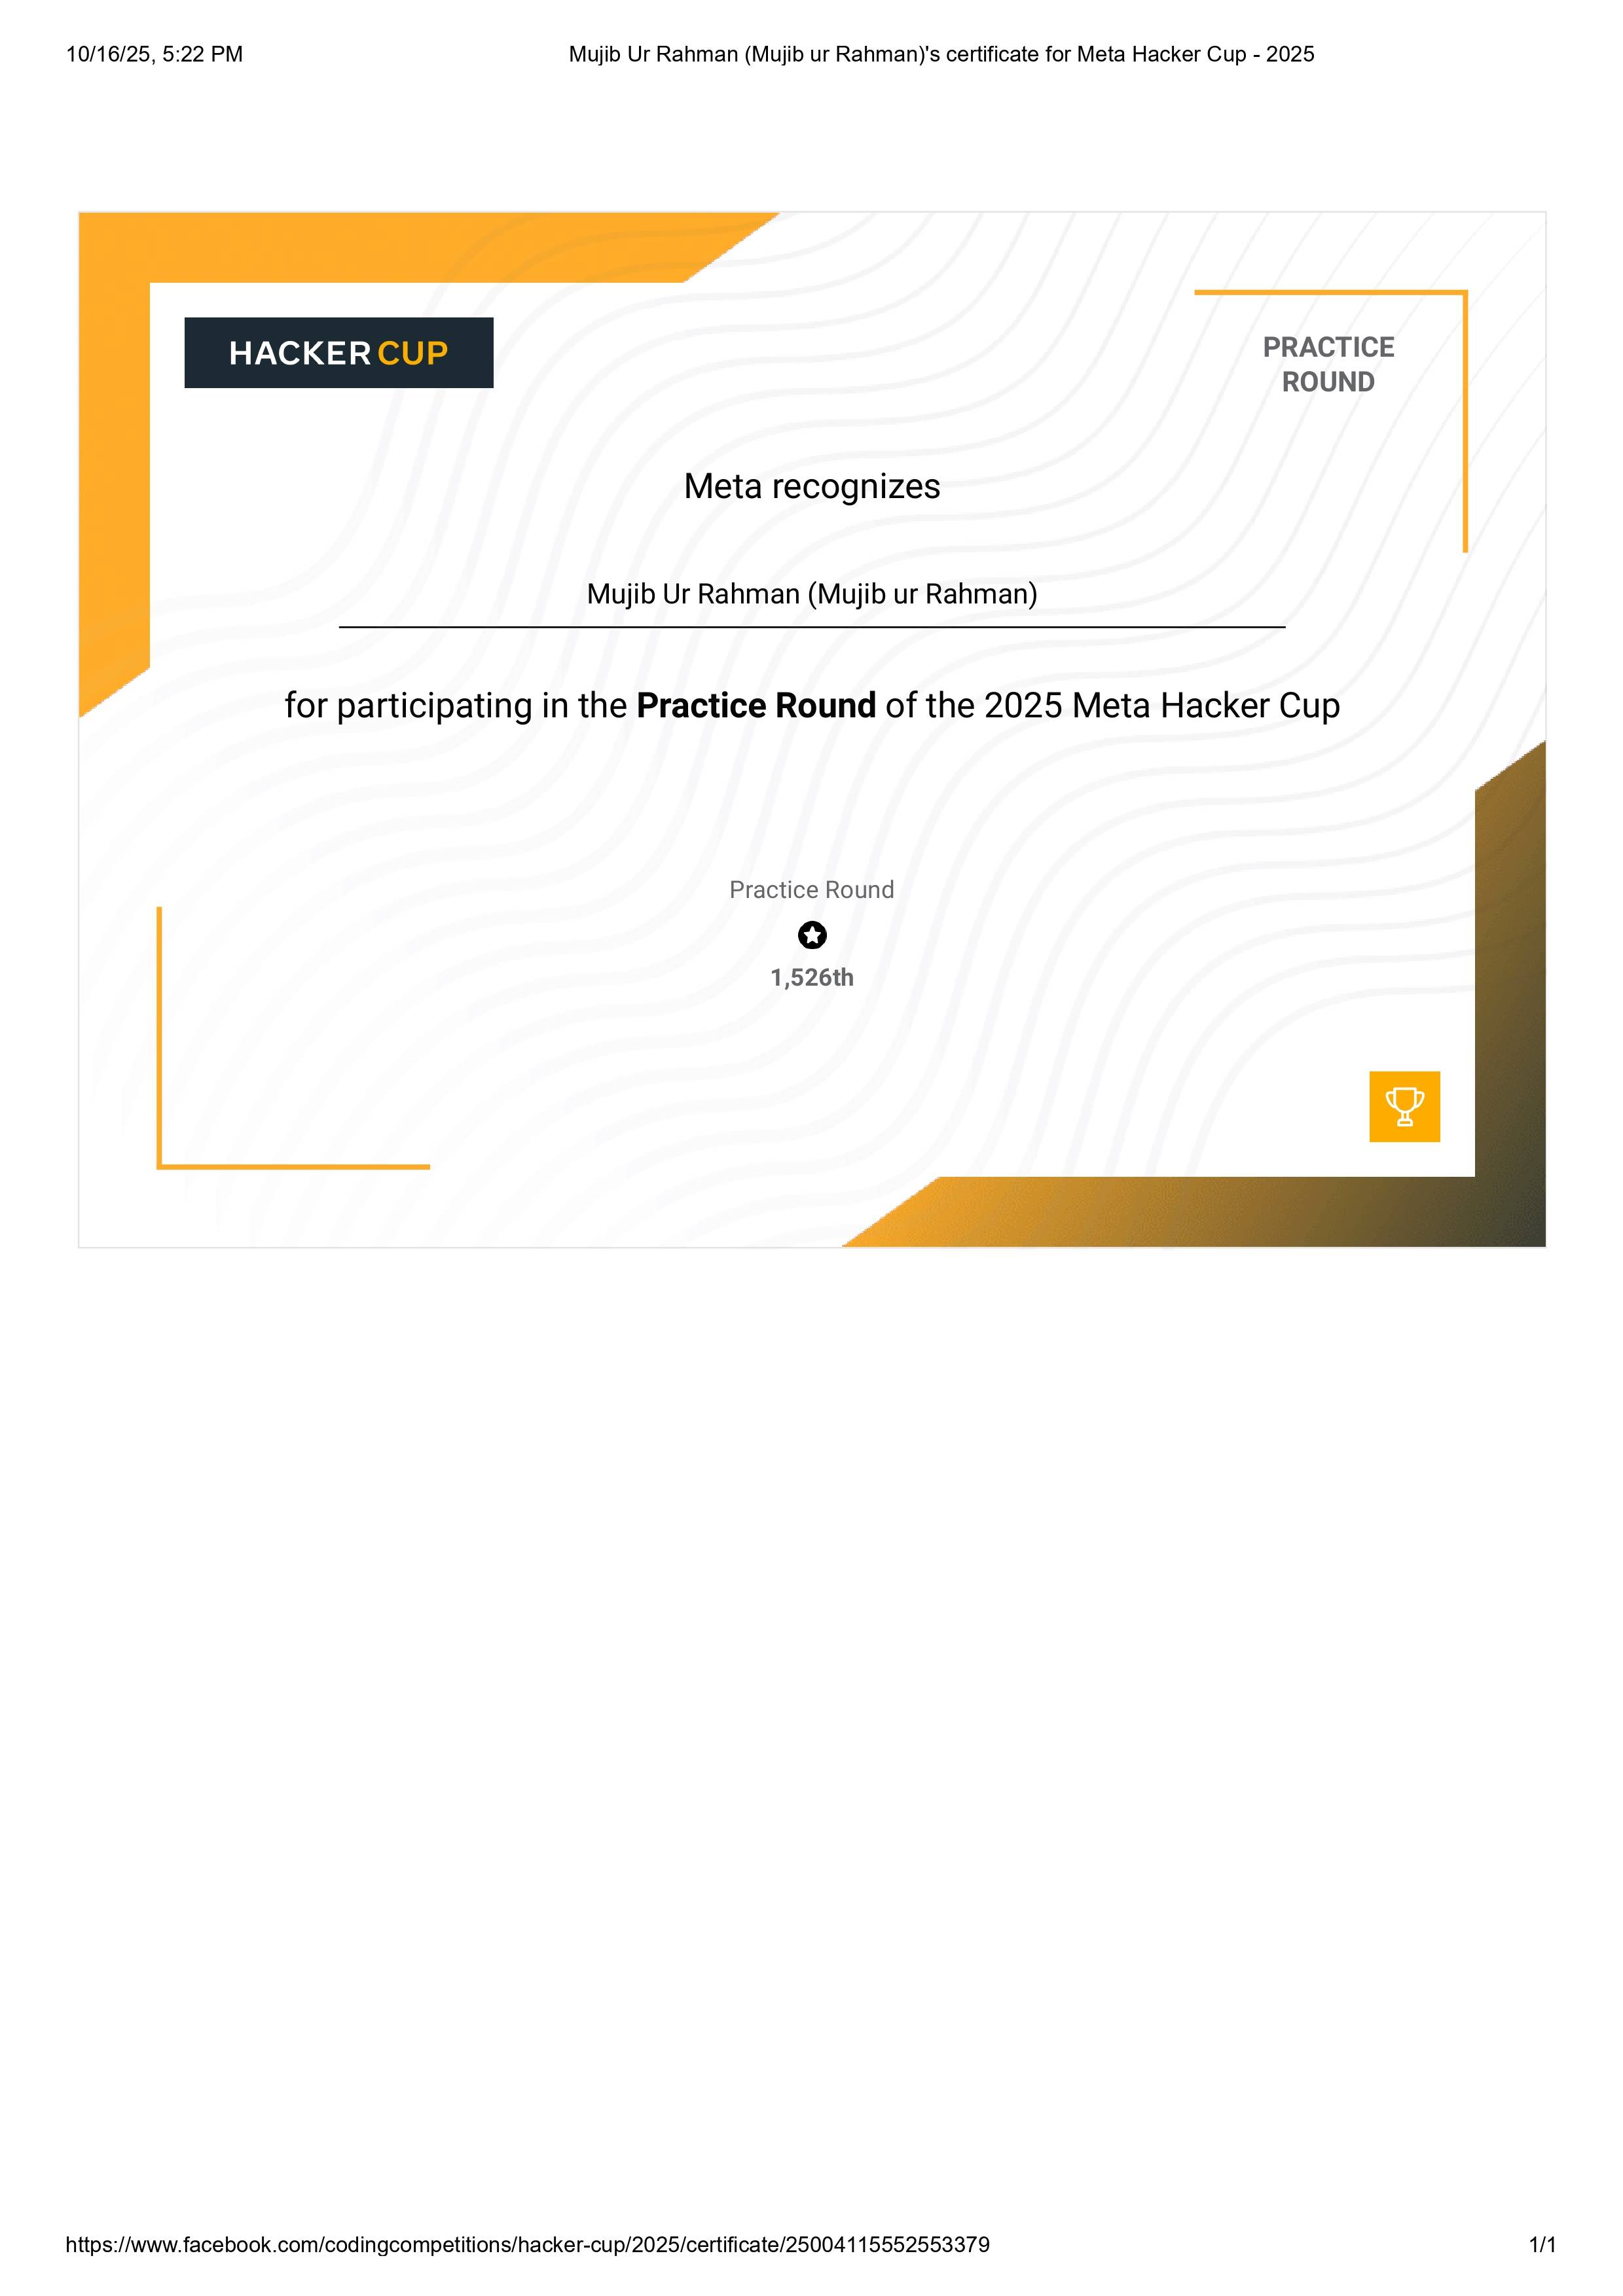 10/16/25, 5:22 PM
Mujib Ur Rahman (Mujib ur Rahman)'s certificate for Meta Hacker Cup - 2025
HACKER CUP
PRACTICE
ROUND
Meta recognizes
Mujib Ur Rahman (Mujib ur Rahman)
for participating in the Practice Round of the 2025 Meta Hacker Cup
Practice Round
1,526th
https://www.facebook.com/codingcompetitions/hacker-cup/2025/certificate/25004115552553379
1/1